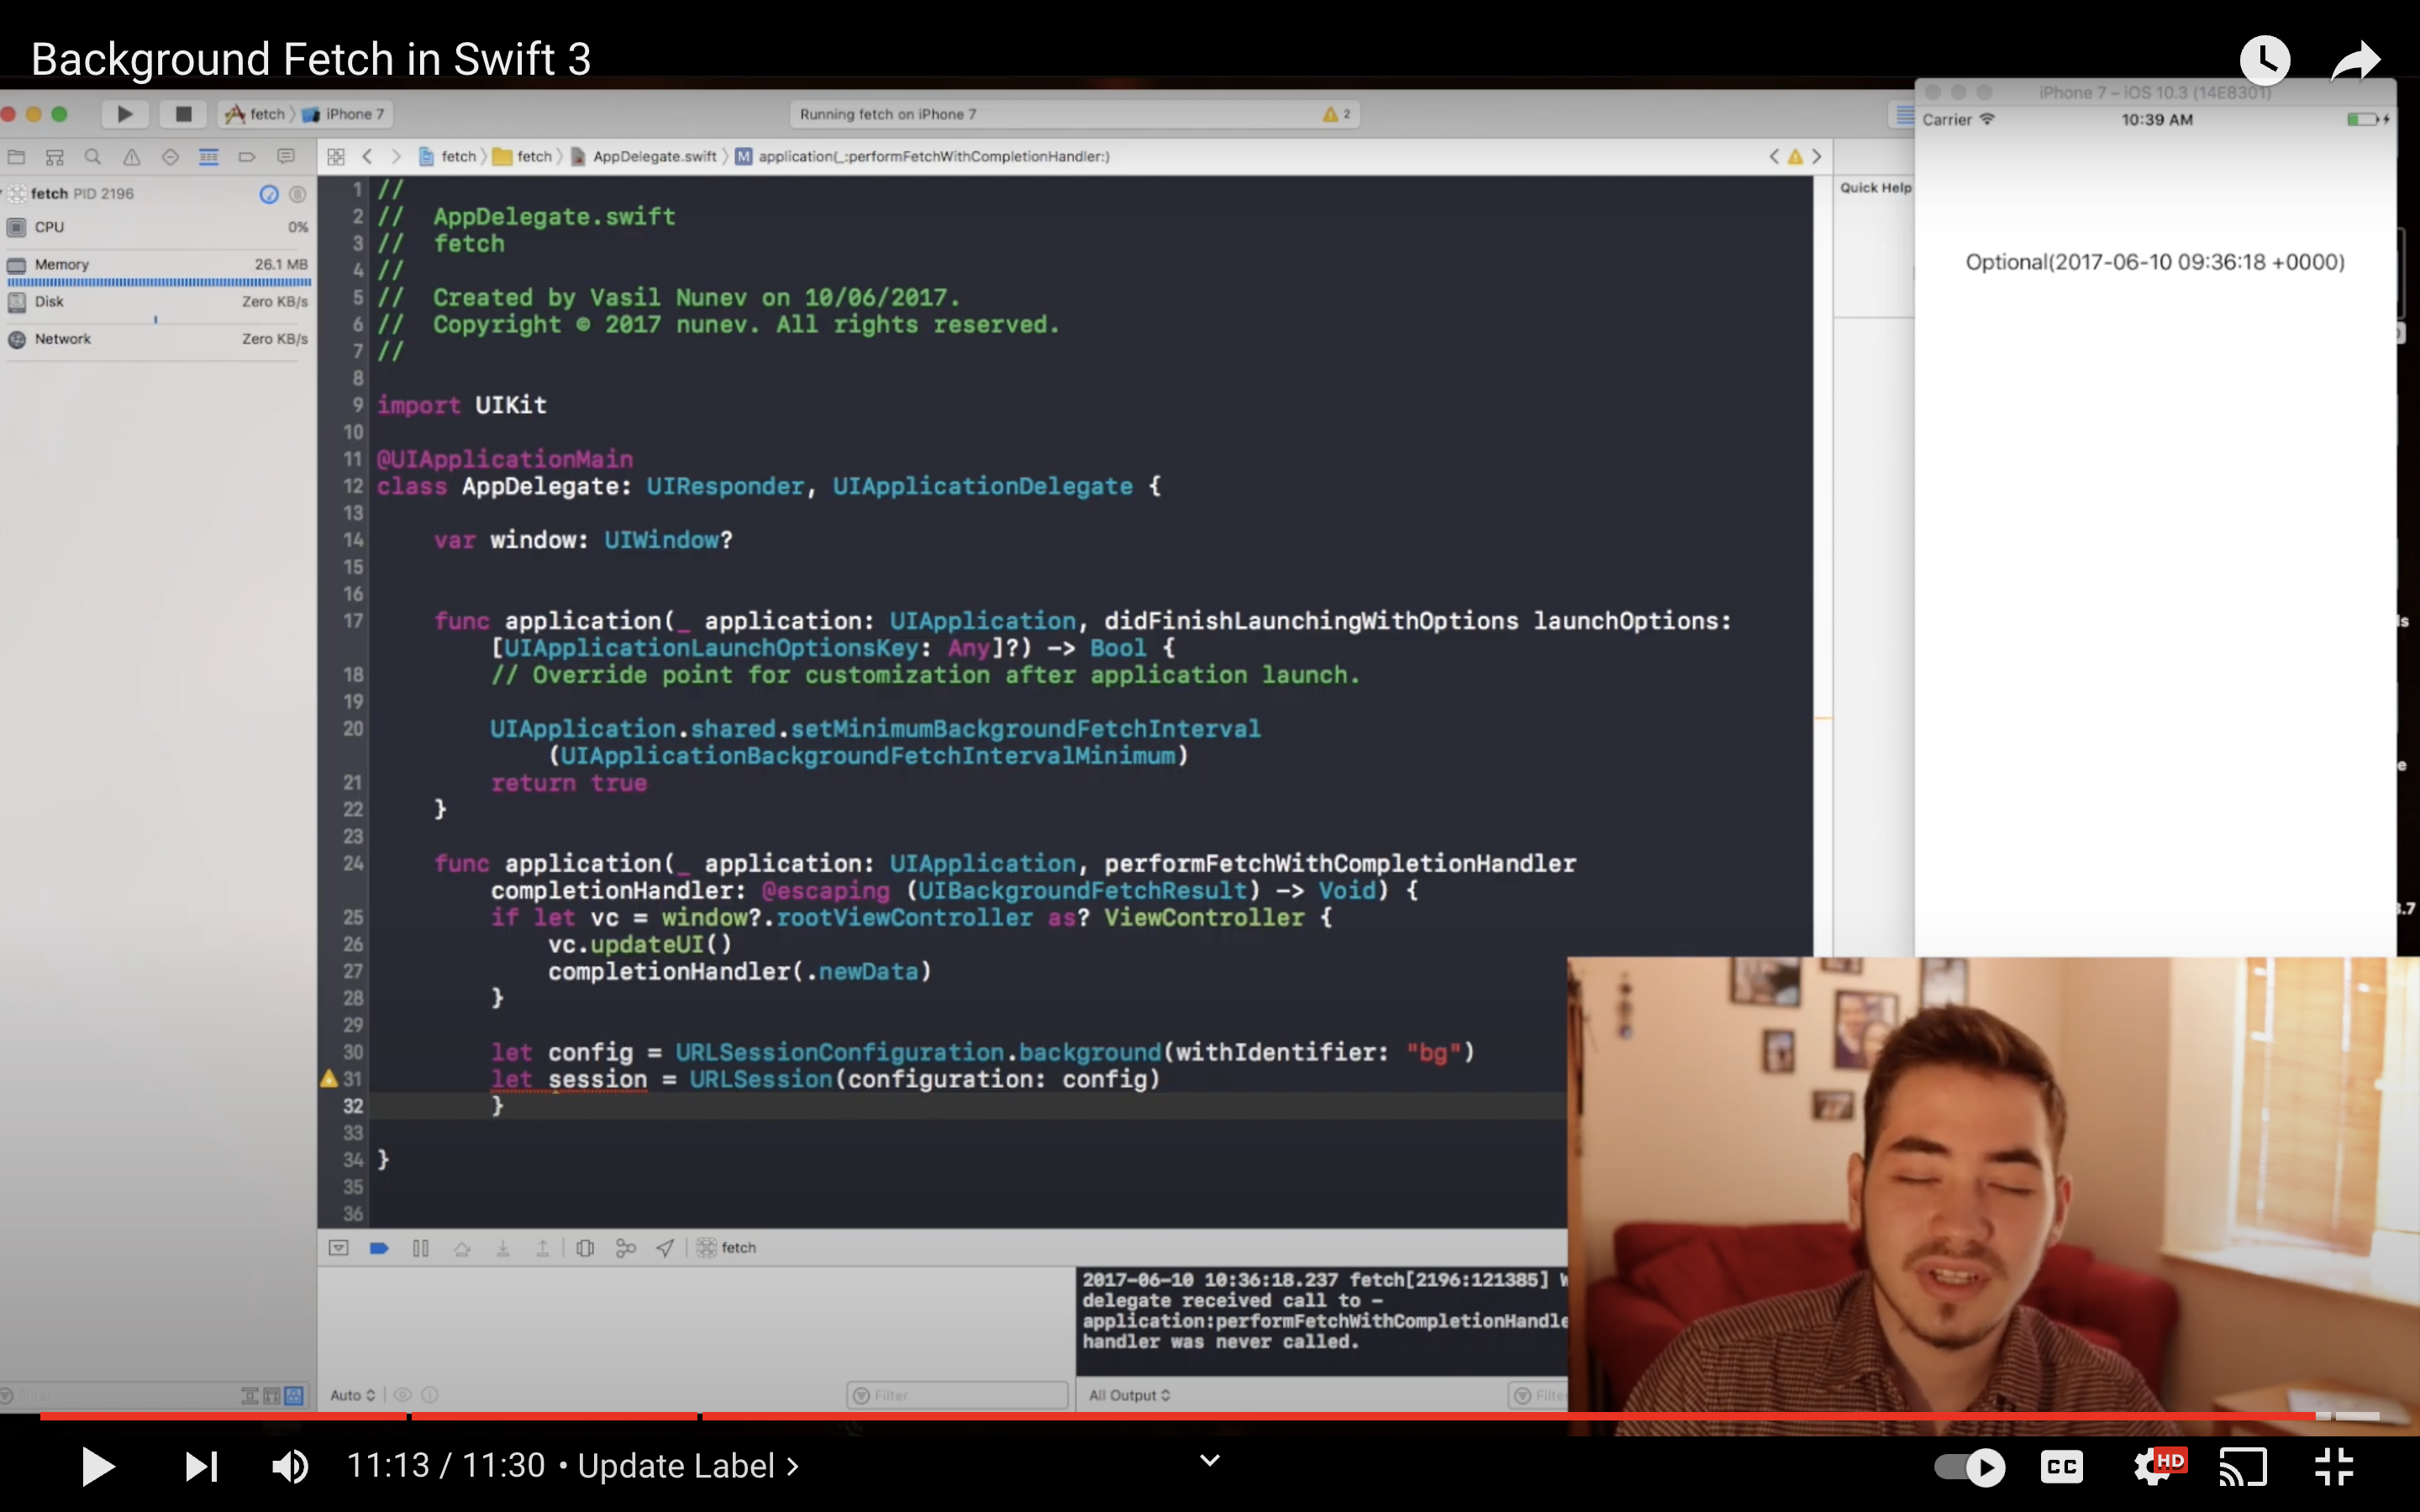 Background Fetch in Swift 3
fetch
iPhone 7
Running fetch on iPhone 7
2
iPhone 7 – iOS 10.3 (14E8301)
Carrier
10:39 AM
fetch
fetch
AppDelegate.swift
application(_:performFetchWithCompletionHandler:)
Quick Help
fetch PID 2196
CPU 0%
Memory 26.1 MB
Disk Zero KB/s
Network Zero KB/s
Optional(2017-06-10 09:36:18 +0000)
1 //
2 //  AppDelegate.swift
3 //  fetch
4 //
5 //  Created by Vasil Nunev on 10/06/2017.
6 //  Copyright © 2017 nunev. All rights reserved.
7 //
8
9 import UIKit
10
11 @UIApplicationMain
12 class AppDelegate: UIResponder, UIApplicationDelegate {
13
14     var window: UIWindow?
15
16
17     func application(_ application: UIApplication, didFinishLaunchingWithOptions launchOptions:
[UIApplicationLaunchOptionsKey: Any]?) -> Bool {
18         // Override point for customization after application launch.
19
20         UIApplication.shared.setMinimumBackgroundFetchInterval
(UIApplicationBackgroundFetchIntervalMinimum)
21         return true
22     }
23
24     func application(_ application: UIApplication, performFetchWithCompletionHandler
completionHandler: @escaping (UIBackgroundFetchResult) -> Void) {
25         if let vc = window?.rootViewController as? ViewController {
26             vc.updateUI()
27             completionHandler(.newData)
28         }
29
30         let config = URLSessionConfiguration.background(withIdentifier: "bg")
31         let session = URLSession(configuration: config)
32         }
33
34 }
35
36
fetch
2017-06-10 10:36:18.237 fetch[2196:121385] W
delegate received call to -
application:performFetchWithCompletionHandle
handler was never called.
Auto
Filter
All Output
Filte
11:13 / 11:30 • Update Label
CC
HD